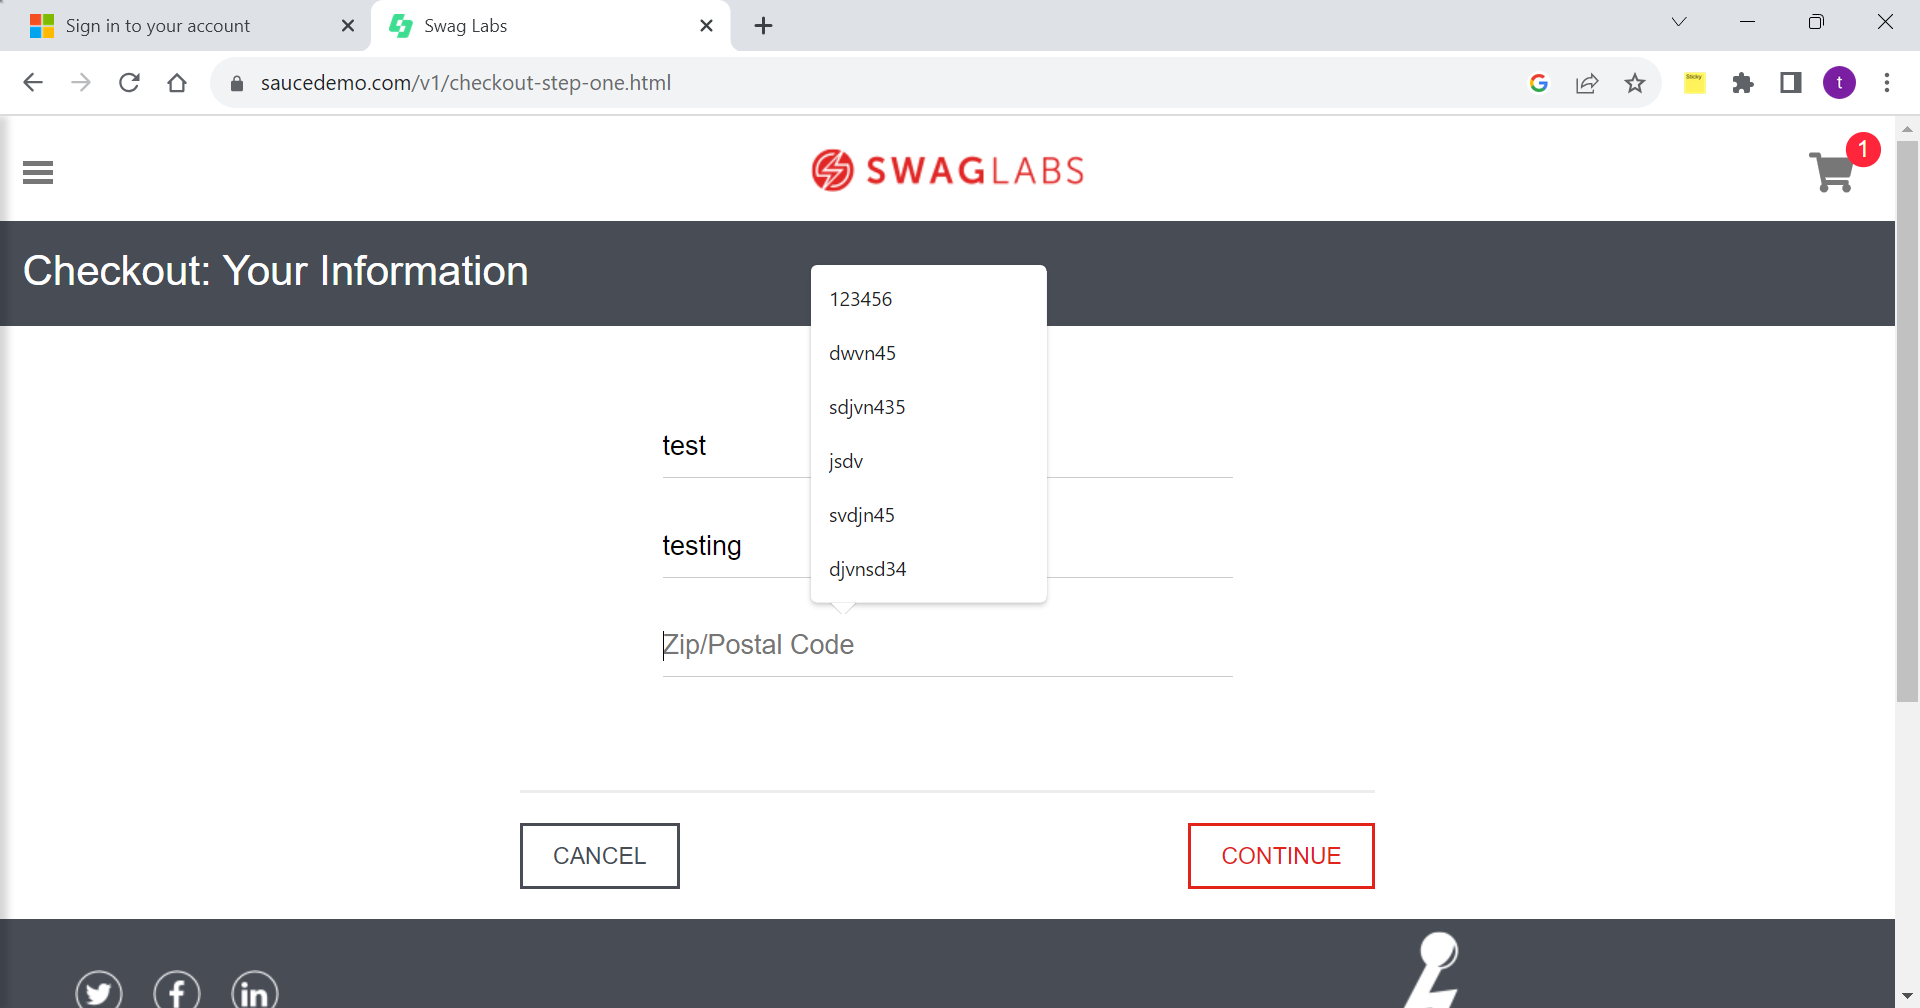 Sign in to your account
Swag Labs
saucedemo.com/v1/checkout-step-one.html
Sticky
t
SWAGLABS
1
Checkout: Your Information
123456
dwvn45
sdjvn435
jsdv
svdjn45
djvnsd34
test
testing
Zip/Postal Code
CANCEL
CONTINUE